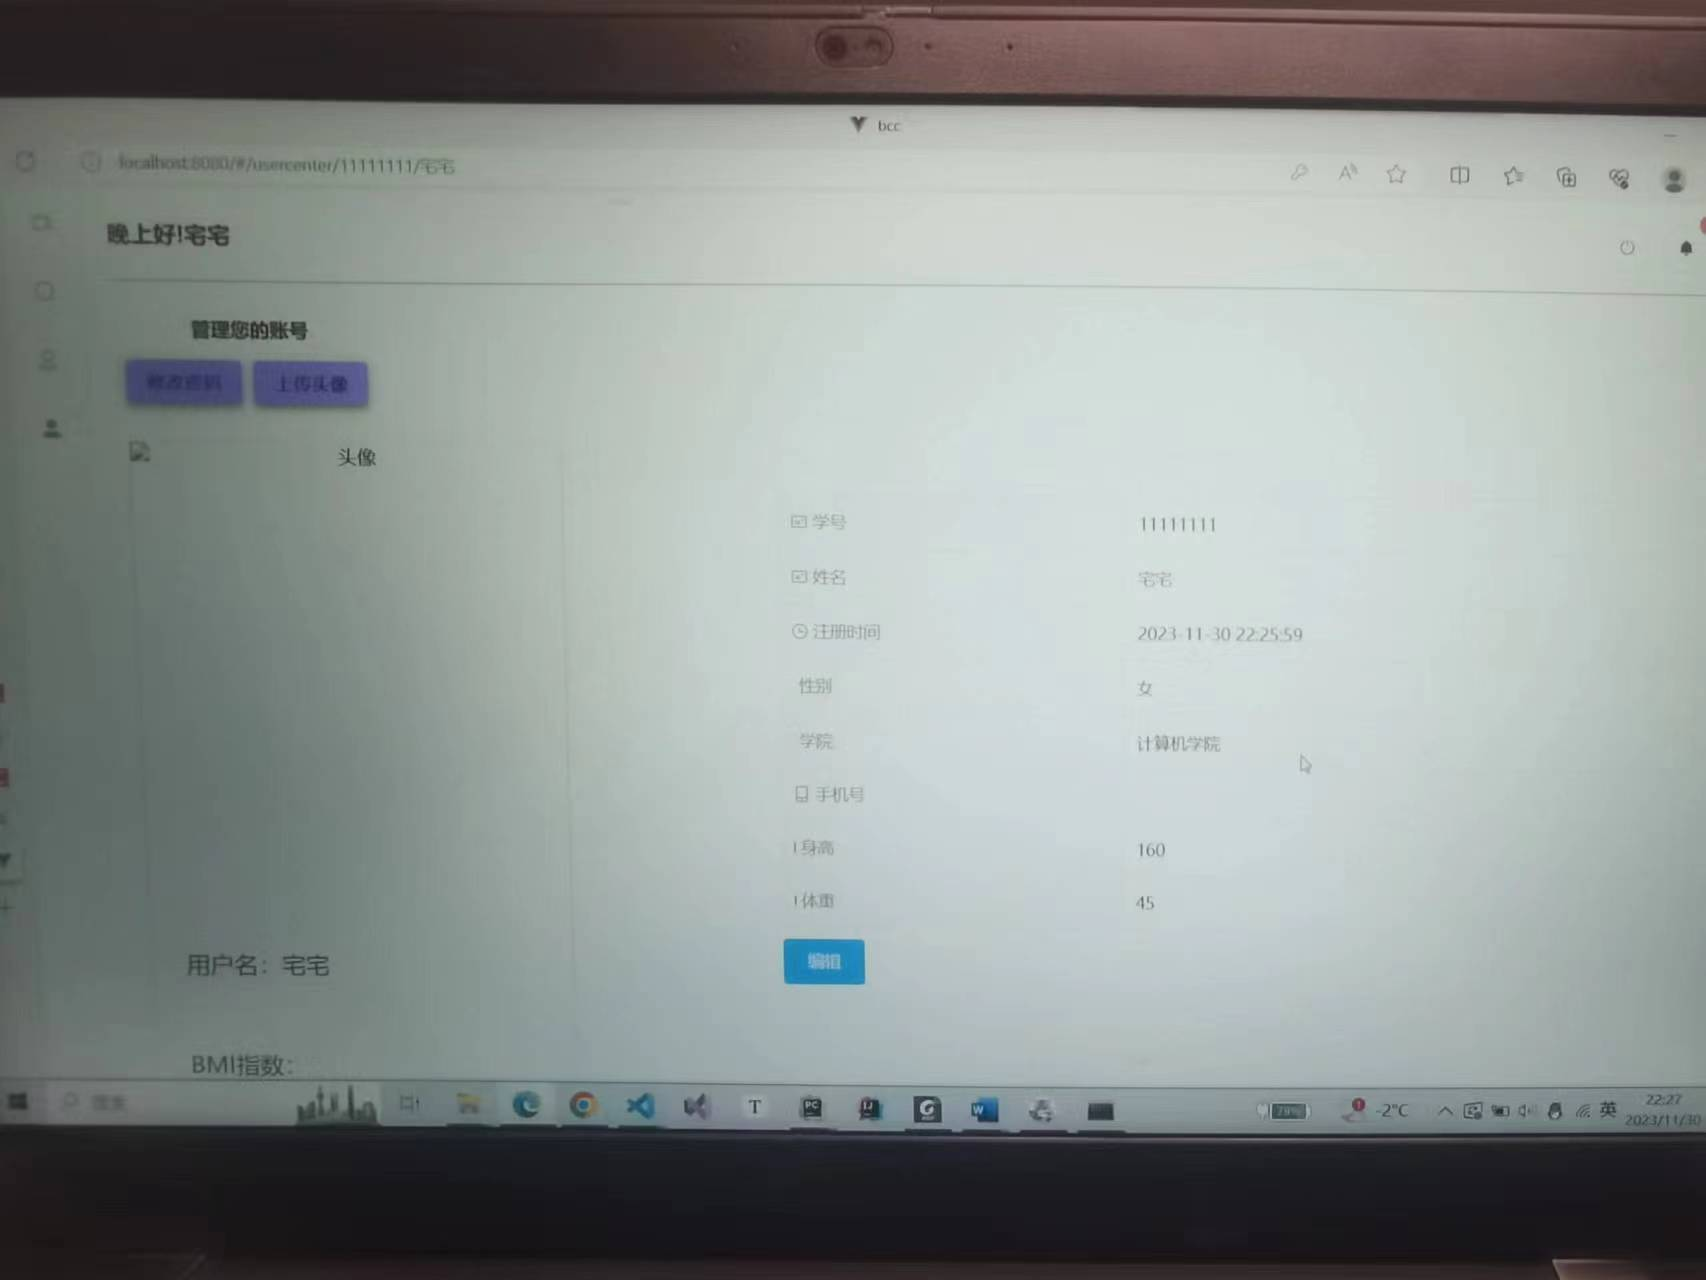 bcc
localhost:8080/#/usercenter/11111111/宅宅
晚上好!宅宅
管理您的账号
修改密码 上传头像
头像
学号 11111111
姓名 宅宅
注册时间 2023-11-30 22:25:59
性别 女
学院 计算机学院
手机号
身高 160
体重 45
编辑
用户名：宅宅
BMI指数：
搜索
79%
-2°C
英
22:27
2023/11/30